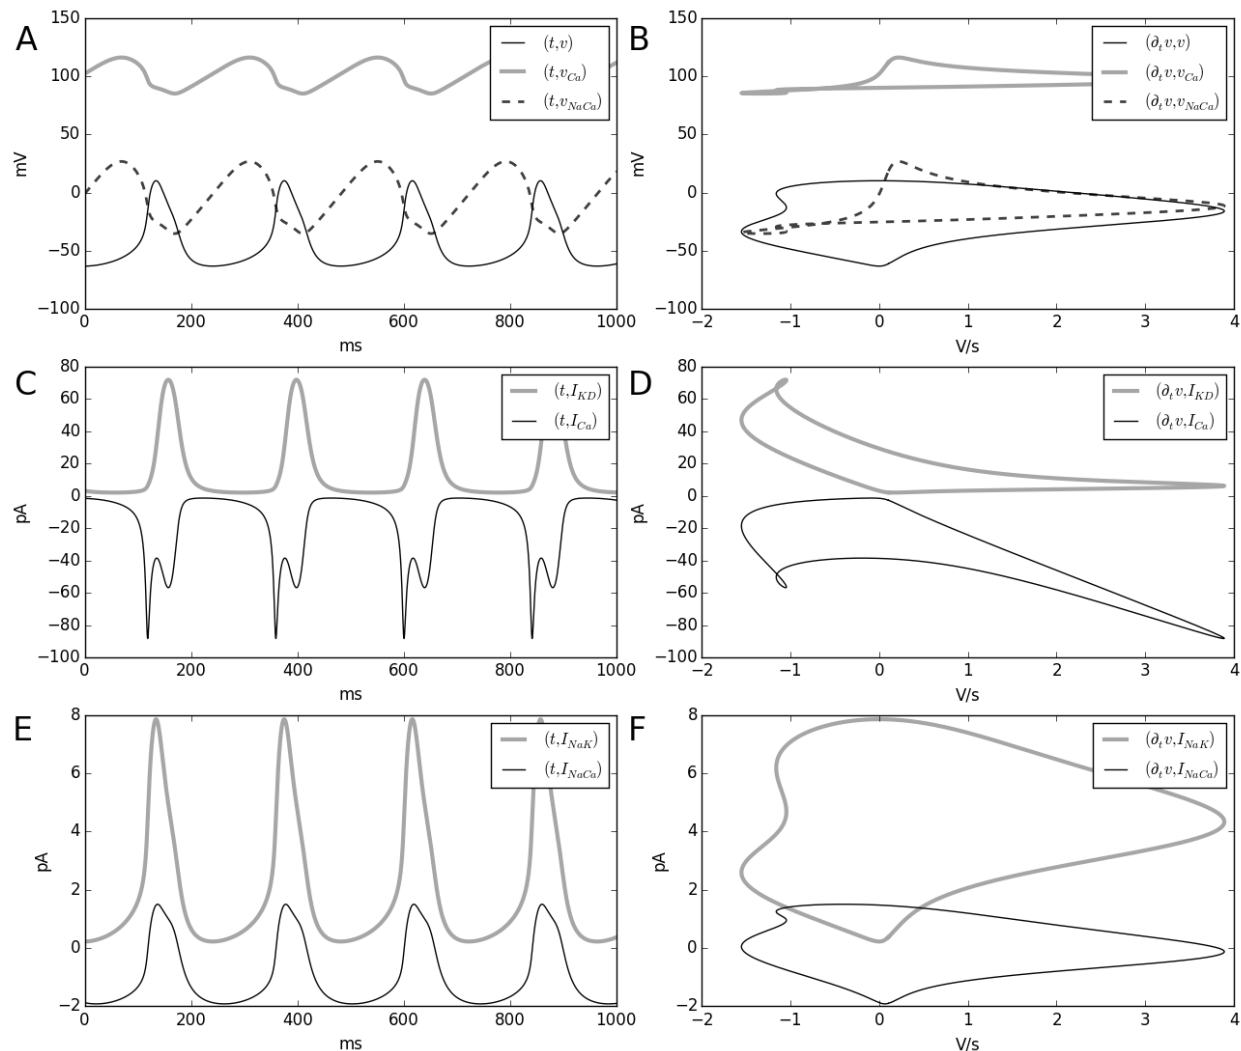 A
150
100
50
0
−50
−100
mV
(t,v)
(t,v_Ca)
(t,v_NaCa)
0 200 400 600 800 1000
ms
B
150
100
50
0
−50
−100
mV
(∂_t v,v)
(∂_t v,v_Ca)
(∂_t v,v_NaCa)
−2 −1 0 1 2 3 4
V/s
C
80
60
40
20
0
−20
−40
−60
−80
−100
pA
(t,I_KD)
(t,I_Ca)
0 200 400 600 800 1000
ms
D
80
60
40
20
0
−20
−40
−60
−80
−100
pA
(∂_t v,I_KD)
(∂_t v,I_Ca)
−2 −1 0 1 2 3 4
V/s
E
8
6
4
2
0
−2
pA
(t,I_NaK)
(t,I_NaCa)
0 200 400 600 800 1000
ms
F
8
6
4
2
0
−2
pA
(∂_t v,I_NaK)
(∂_t v,I_NaCa)
−2 −1 0 1 2 3 4
V/s